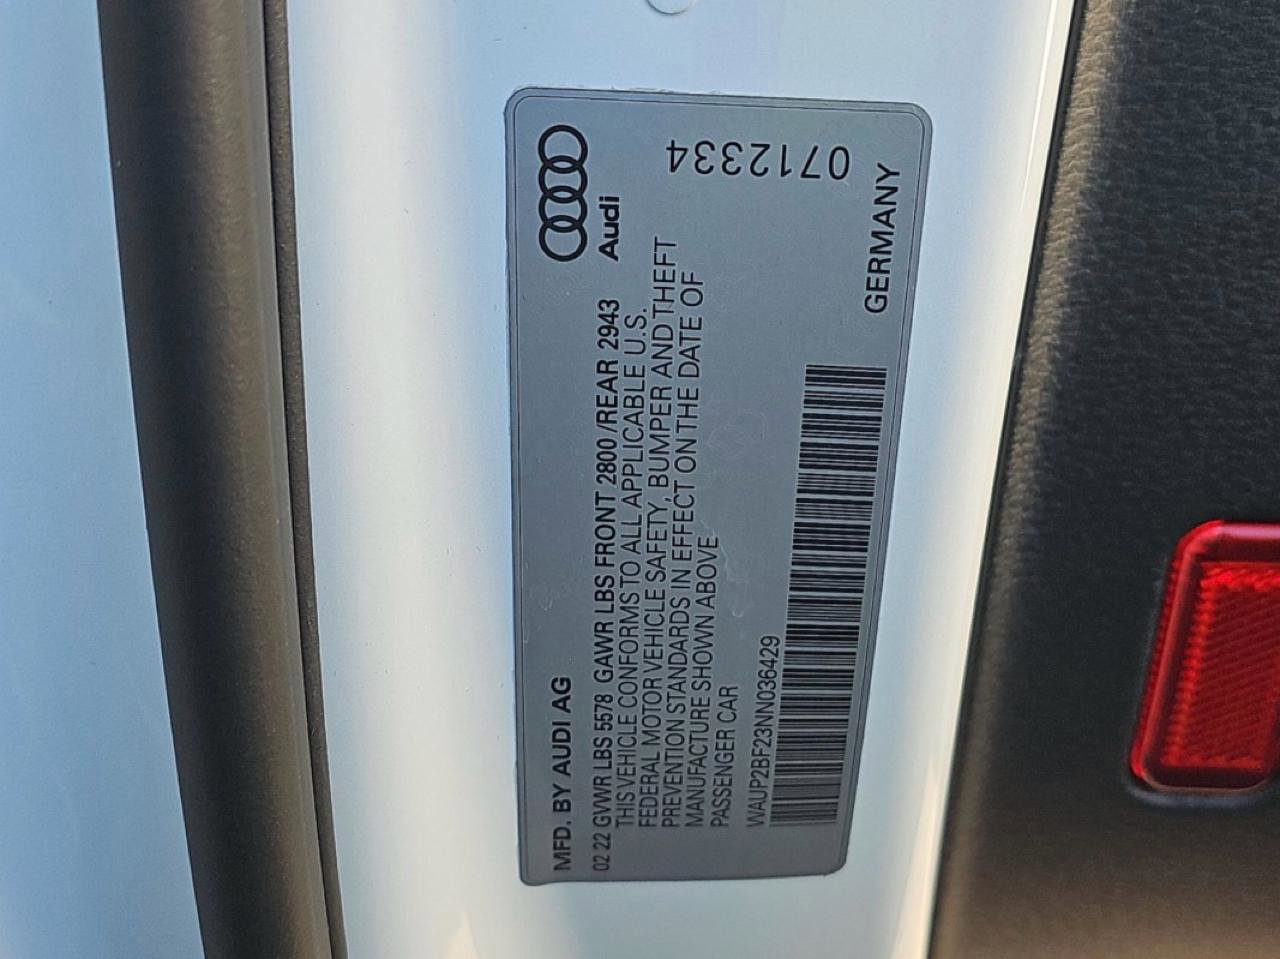 MFD. BY AUDI AG
Audi
02 22 GVWR LBS 5578 GAWR LBS FRONT 2800 /REAR 2943
THIS VEHICLE CONFORMS TO ALL APPLICABLE U.S.
FEDERAL MOTOR VEHICLE SAFETY, BUMPER AND THEFT
PREVENTION STANDARDS IN EFFECT ON THE DATE OF
MANUFACTURE SHOWN ABOVE
PASSENGER CAR
WAUP2BF23NN036429
0712334
GERMANY